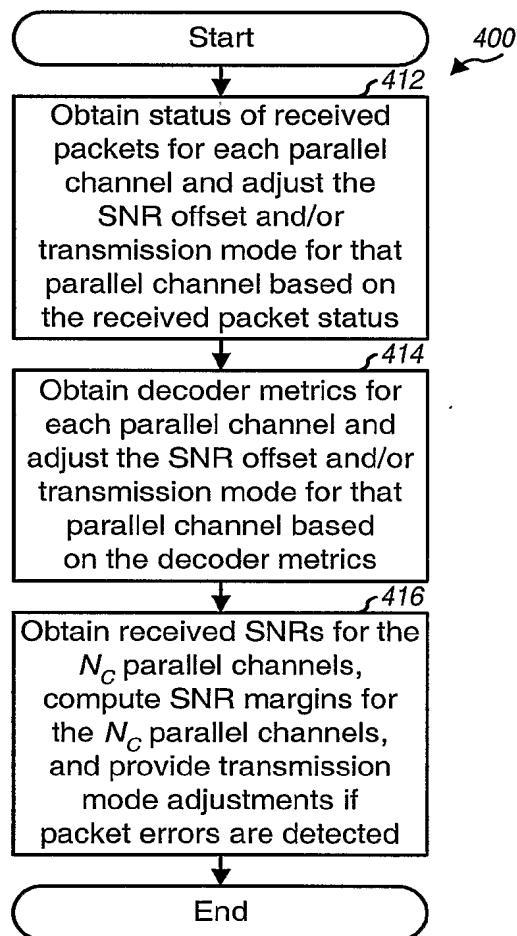 Start
400
412
Obtain status of received
packets for each parallel
channel and adjust the
SNR offset and/or
transmission mode for that
parallel channel based on
the received packet status
414
Obtain decoder metrics for
each parallel channel and
adjust the SNR offset and/or
transmission mode for that
parallel channel based
on the decoder metrics
416
Obtain received SNRs for the
N_C parallel channels,
compute SNR margins for
the N_C parallel channels,
and provide transmission
mode adjustments if
packet errors are detected
End